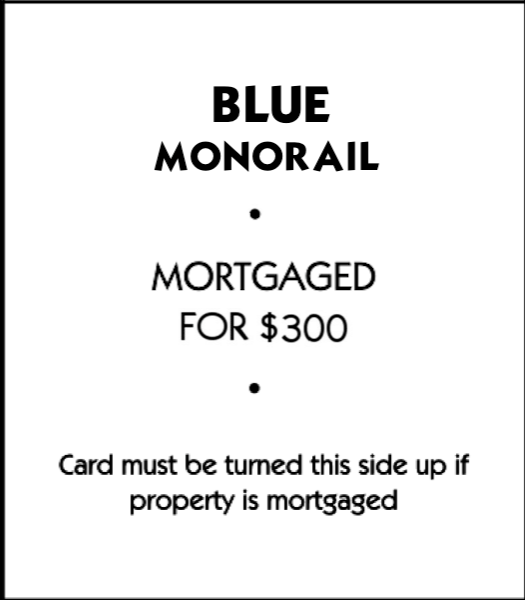 BLUE
MONORAIL
•
MORTGAGED
FOR $300
•
Card must be turned this side up if
property is mortgaged